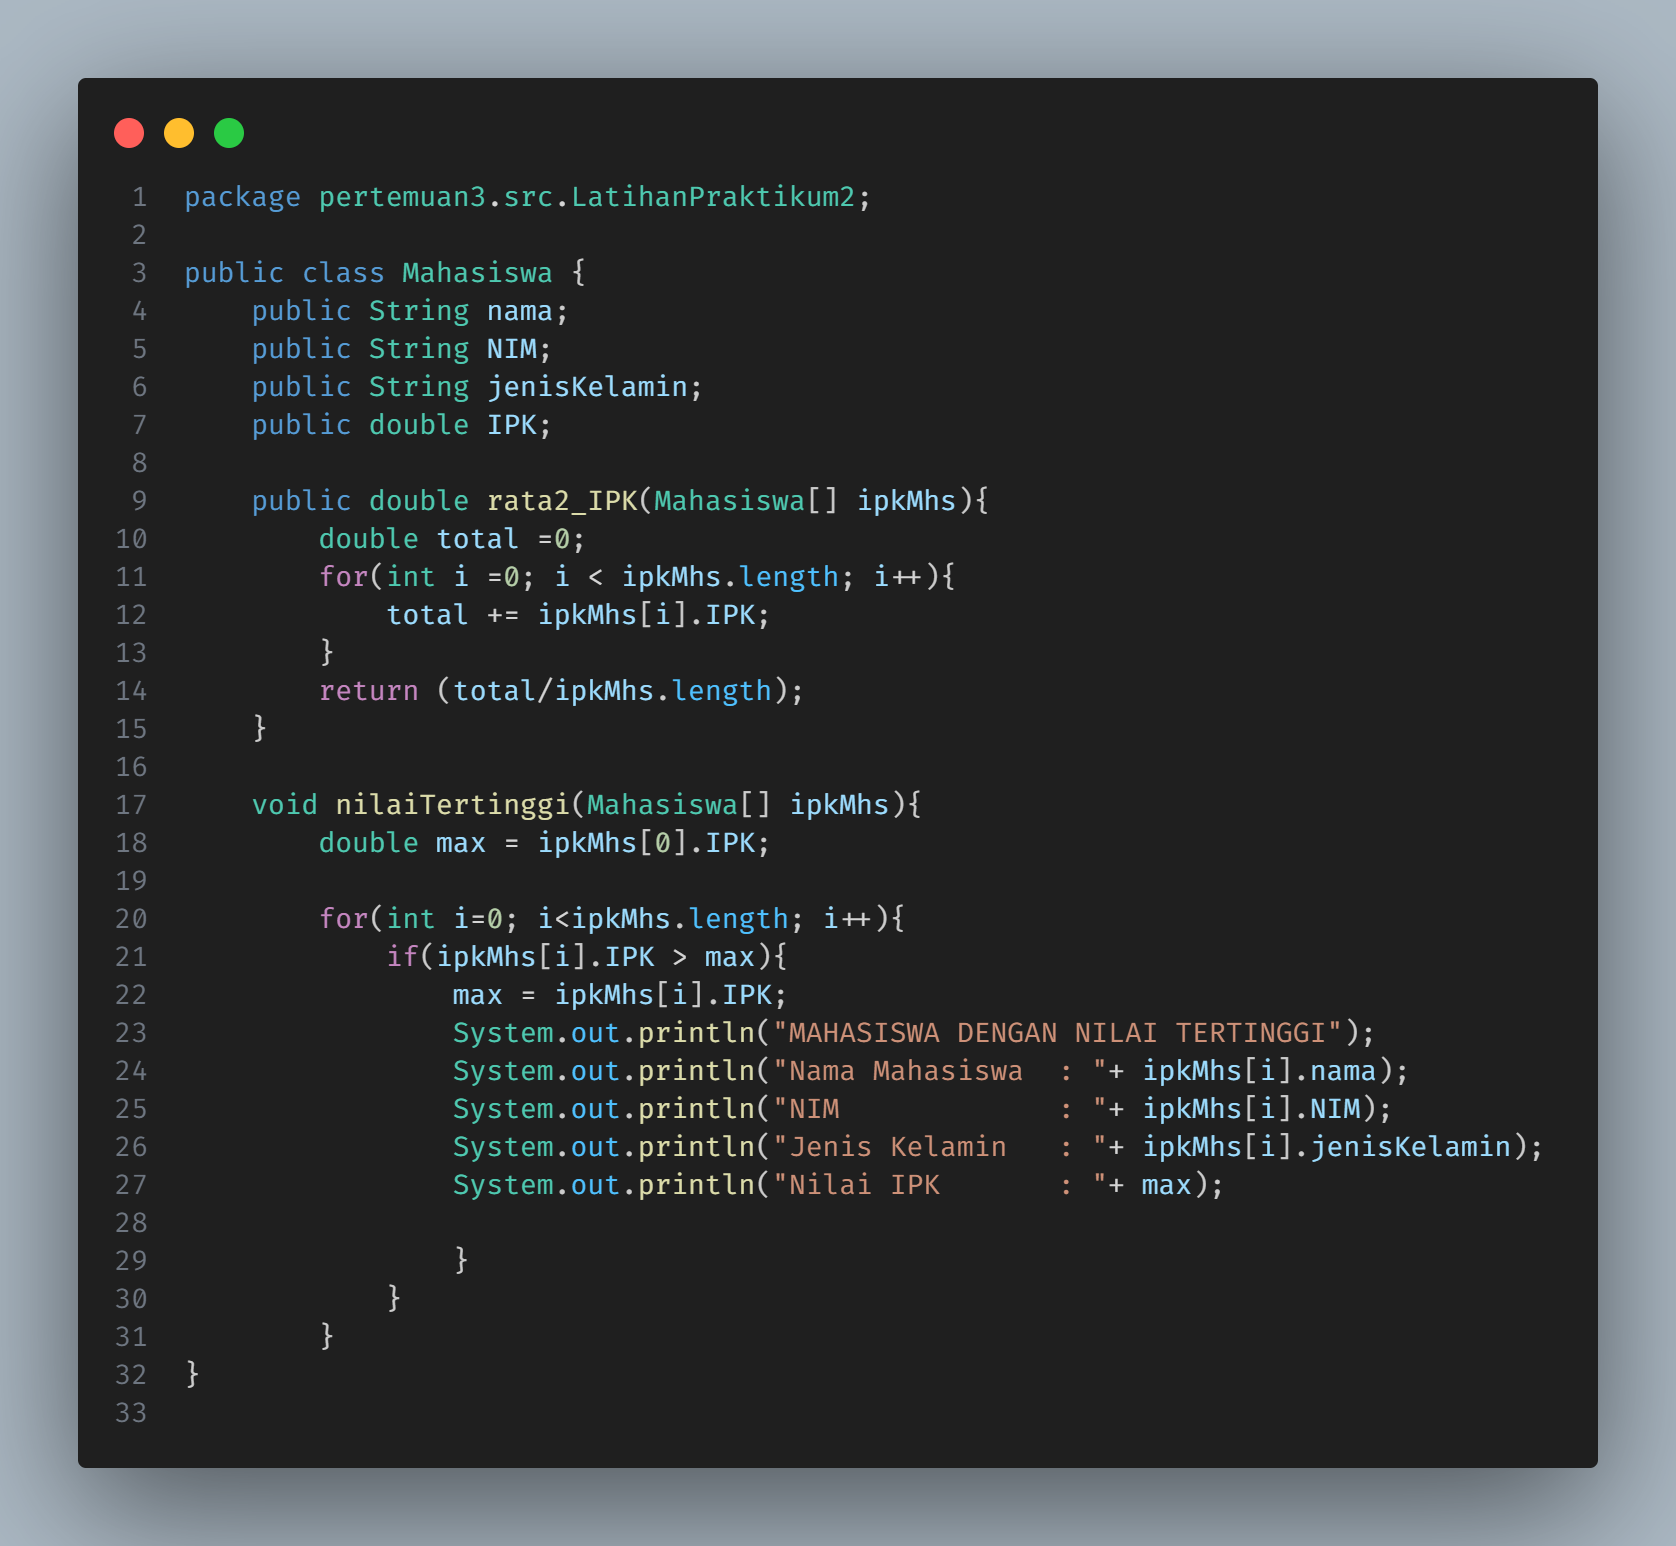 1 package pertemuan3.src.LatihanPraktikum2;
2
3 public class Mahasiswa {
4     public String nama;
5     public String NIM;
6     public String jenisKelamin;
7     public double IPK;
8
9     public double rata2_IPK(Mahasiswa[] ipkMhs){
10         double total =0;
11         for(int i =0; i < ipkMhs.length; i++){
12             total += ipkMhs[i].IPK;
13         }
14         return (total/ipkMhs.length);
15     }
16
17     void nilaiTertinggi(Mahasiswa[] ipkMhs){
18         double max = ipkMhs[0].IPK;
19
20         for(int i=0; i<ipkMhs.length; i++){
21             if(ipkMhs[i].IPK > max){
22                 max = ipkMhs[i].IPK;
23                 System.out.println("MAHASISWA DENGAN NILAI TERTINGGI");
24                 System.out.println("Nama Mahasiswa  : "+ ipkMhs[i].nama);
25                 System.out.println("NIM             : "+ ipkMhs[i].NIM);
26                 System.out.println("Jenis Kelamin   : "+ ipkMhs[i].jenisKelamin);
27                 System.out.println("Nilai IPK       : "+ max);
28
29                 }
30             }
31         }
32 }
33